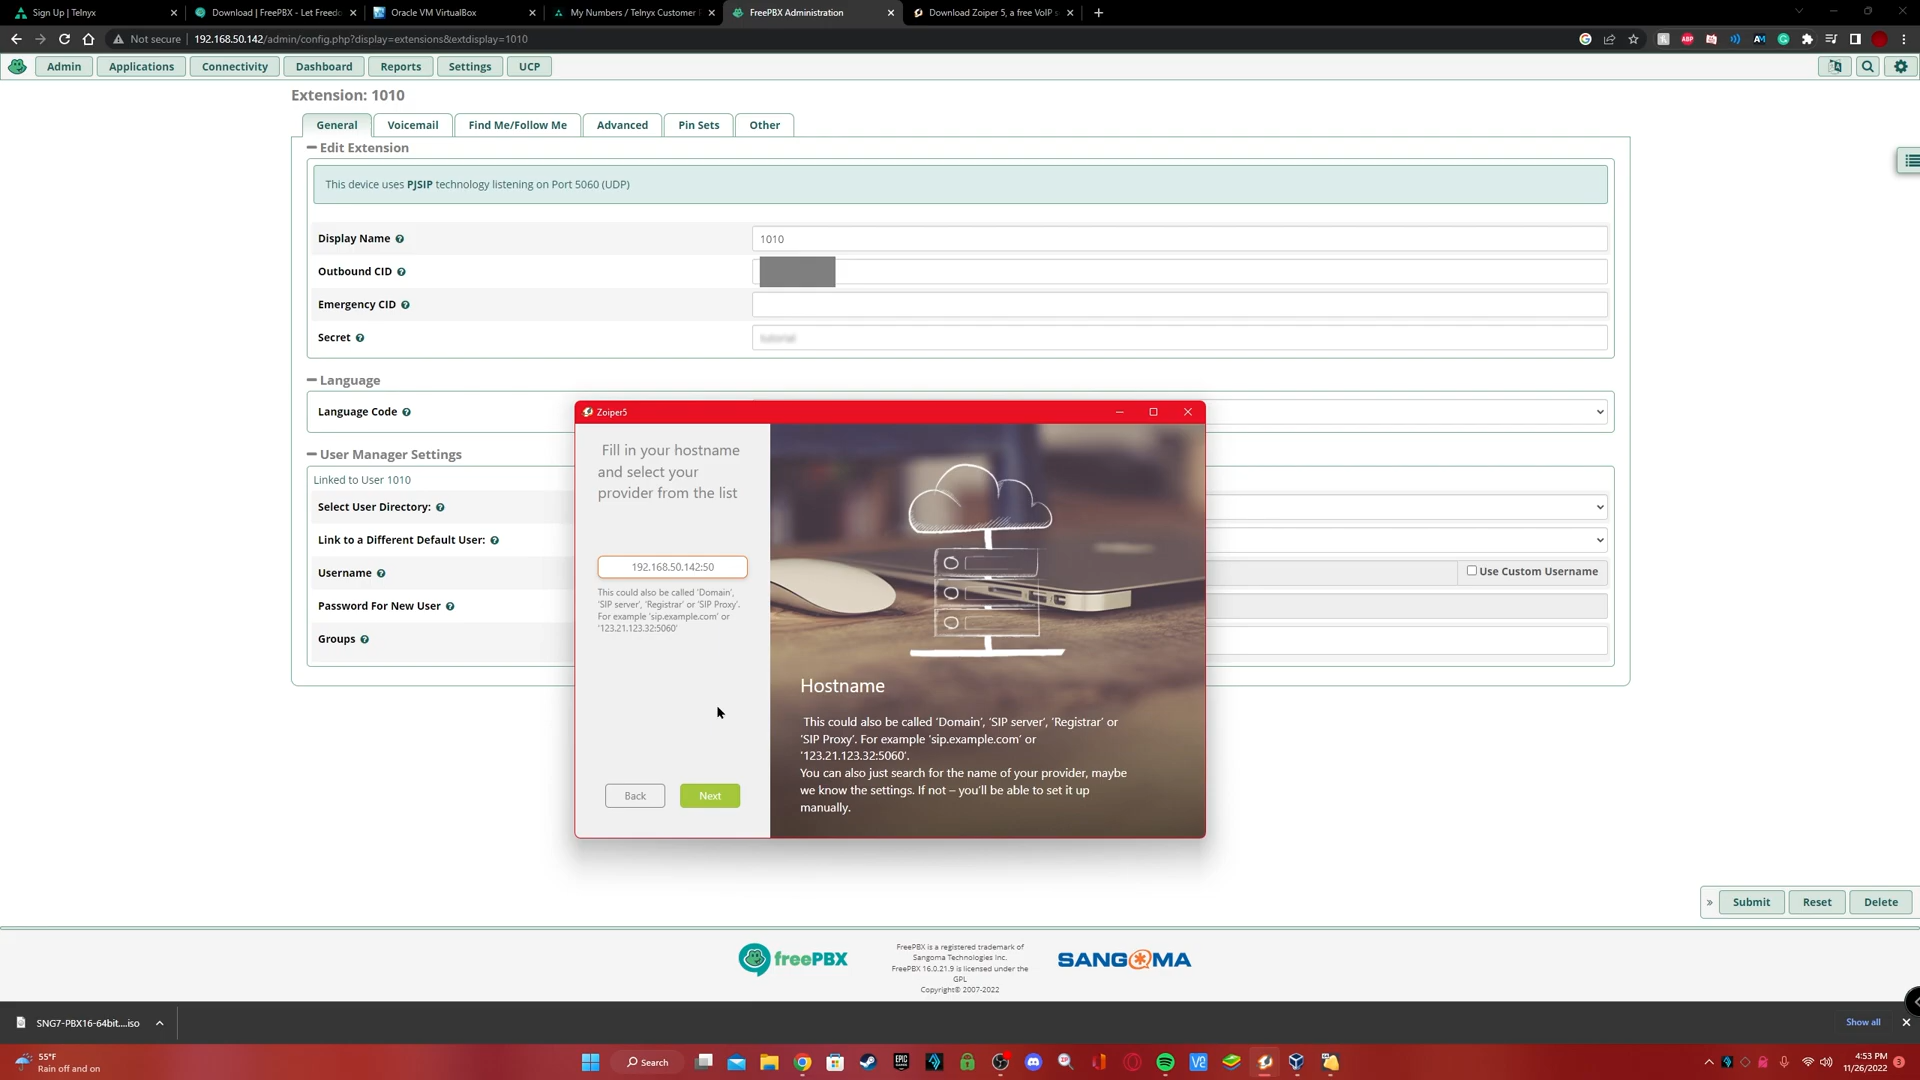 Sign Up | Telnyx
Download | FreePBX - Let Freedo
Oracle VM VirtualBox
My Numbers / Telnyx Customer
FreePBX Administration
Download Zoiper 5, a free VoIP s
Not secure
192.168.50.142/admin/config.php?display=extensions&extdisplay=1010
Admin
Applications
Connectivity
Dashboard
Reports
Settings
UCP
Extension: 1010
General
Voicemail
Find Me/Follow Me
Advanced
Pin Sets
Other
Edit Extension
This device uses PJSIP technology listening on Port 5060 (UDP)
Display Name
1010
Outbound CID
Emergency CID
Secret
Language
Language Code
User Manager Settings
Linked to User 1010
Select User Directory:
Link to a Different Default User:
Username
Use Custom Username
Password For New User
Groups
Zoiper5
Fill in your hostname
and select your
provider from the list
192.168.50.142:50
This could also be called 'Domain',
'SIP server', 'Registrar' or 'SIP Proxy'.
For example 'sip.example.com' or
'123.21.123.32:5060'
Back
Next
Hostname
This could also be called 'Domain', 'SIP server', 'Registrar' or
'SIP Proxy'. For example 'sip.example.com' or
'123.21.123.32:5060'.
You can also just search for the name of your provider, maybe
we know the settings. If not – you'll be able to set it up
manually.
Submit
Reset
Delete
freePBX
FreePBX is a registered trademark of
Sangoma Technologies Inc.
FreePBX 16.0.21.9 is licensed under the
GPL
Copyright© 2007-2022
SANGOMA
SNG7-PBX16-64bit....iso
Show all
55°F
Rain off and on
Search
4:53 PM
11/26/2022
3